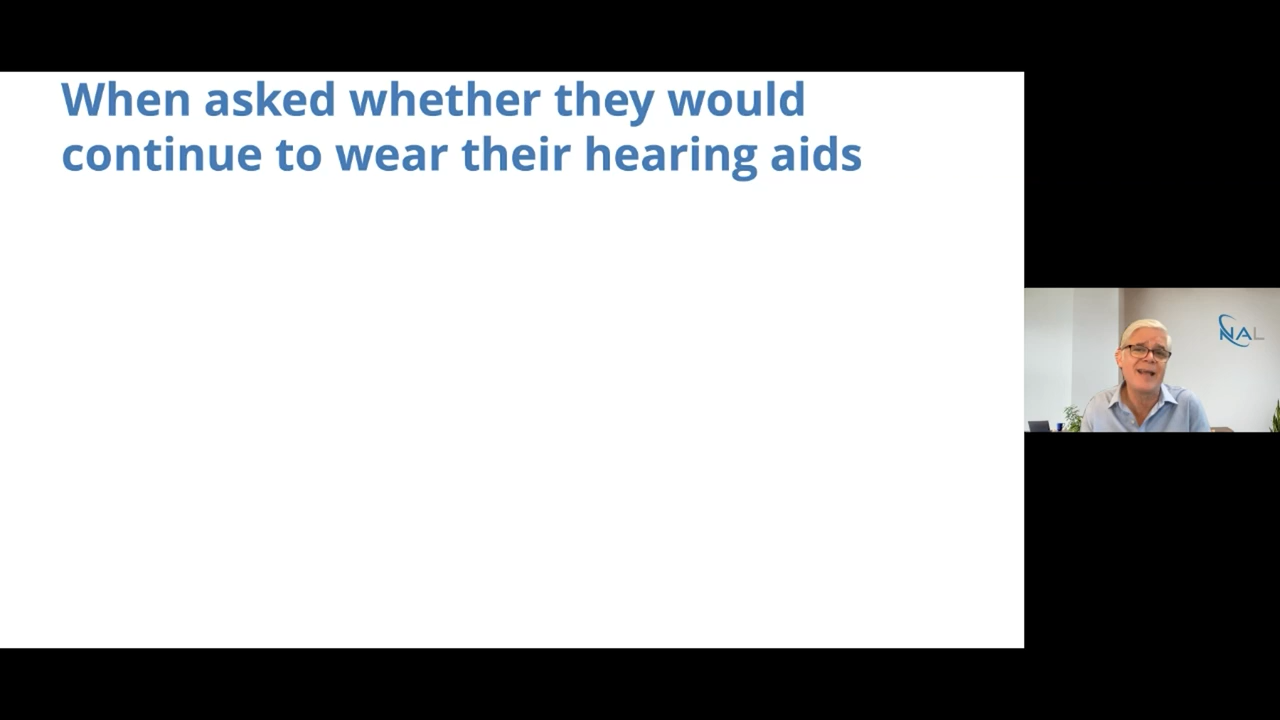 When asked whether they would
continue to wear their hearing aids
NAL